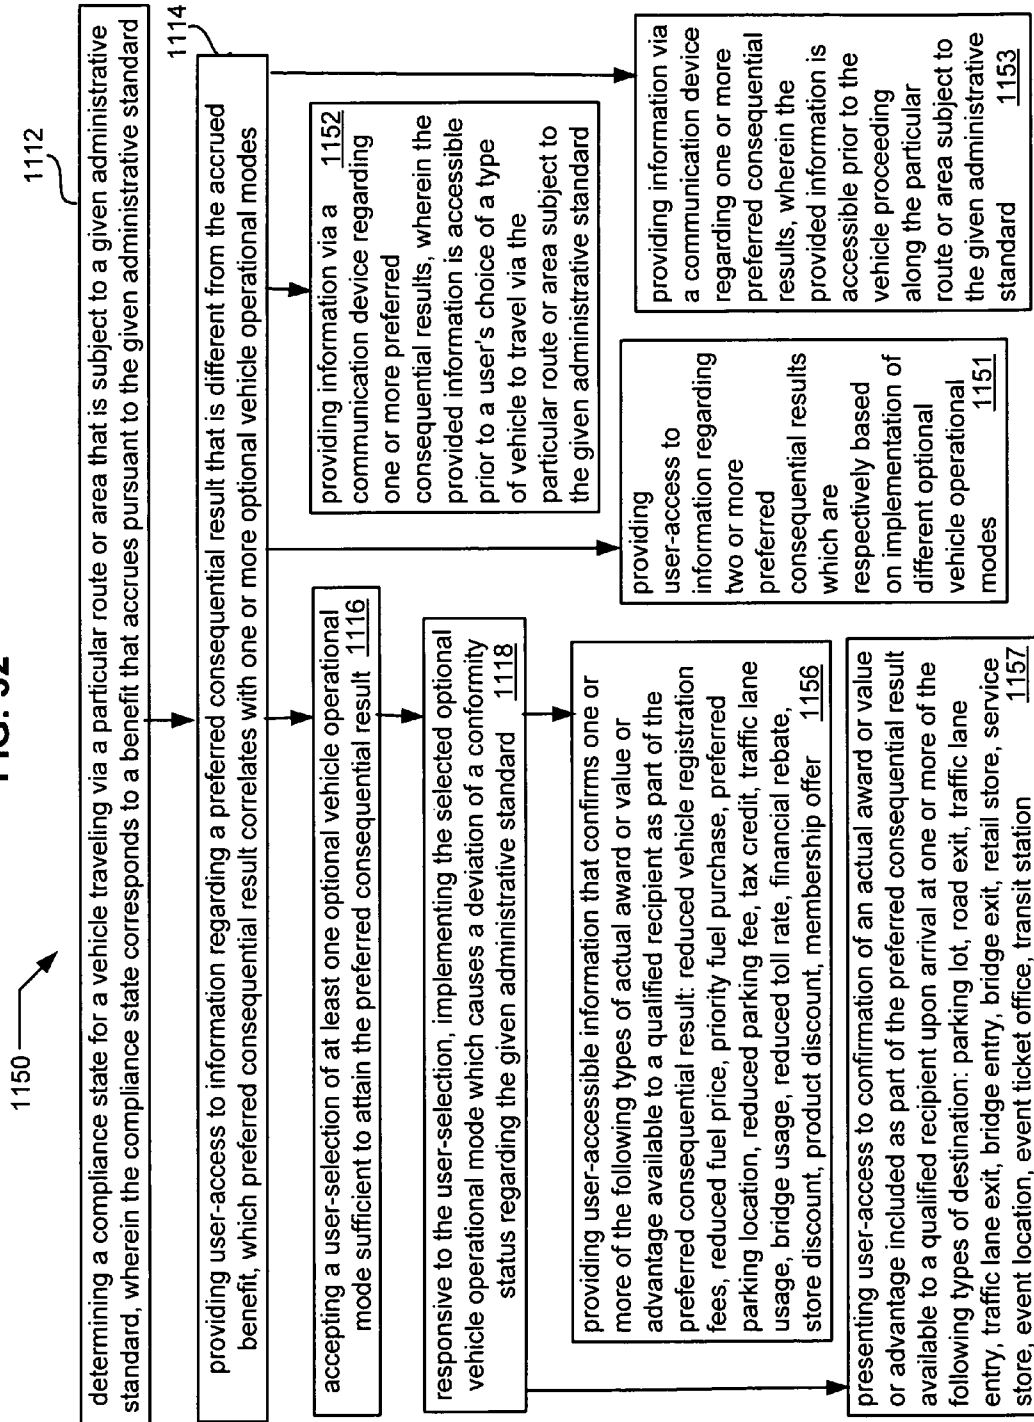 FIG. 32
1150
1112
determining a compliance state for a vehicle traveling via a particular route or area that is subject to a given administrative
standard, wherein the compliance state corresponds to a benefit that accrues pursuant to the given administrative standard
1114
providing user-access to information regarding a preferred consequential result that is different from the accrued
benefit, which preferred consequential result correlates with one or more optional vehicle operational modes
accepting a user-selection of at least one optional vehicle operational
mode sufficient to attain the preferred consequential result 1116
responsive to the user-selection, implementing the selected optional
vehicle operational mode which causes a deviation of a conformity
status regarding the given administrative standard 1118
providing user-accessible information that confirms one or
more of the following types of actual award or value or
advantage available to a qualified recipient as part of the
preferred consequential result: reduced vehicle registration
fees, reduced fuel price, priority fuel purchase, preferred
parking location, reduced parking fee, tax credit, traffic lane
usage, bridge usage, reduced toll rate, financial rebate,
store discount, product discount, membership offer 1156
presenting user-access to confirmation of an actual award or value
or advantage included as part of the preferred consequential result
available to a qualified recipient upon arrival at one or more of the
following types of destination: parking lot, road exit, traffic lane
entry, traffic lane exit, bridge entry, bridge exit, retail store, service
store, event location, event ticket office, transit station 1157
providing
user-access to
information regarding
two or more
preferred
consequential results
which are
respectively based
on implementation of
different optional
vehicle operational
modes 1151
providing information via a
communication device regarding 1152
one or more preferred
consequential results, wherein the
provided information is accessible
prior to a user's choice of a type
of vehicle to travel via the
particular route or area subject to
the given administrative standard
providing information via
a communication device
regarding one or more
preferred consequential
results, wherein the
provided information is
accessible prior to the
vehicle proceeding
along the particular
route or area subject to
the given administrative
standard 1153